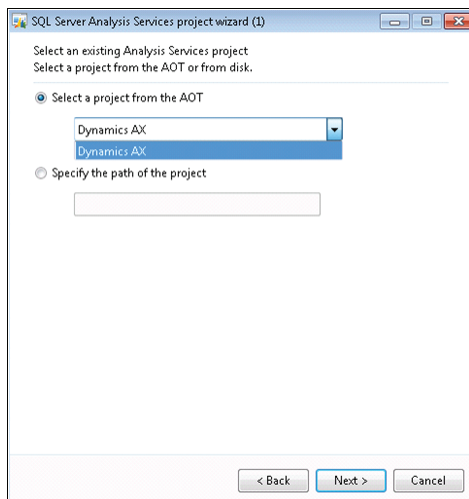 SQL Server Analysis Services project wizard (1)
Select an existing Analysis Services project
Select a project from the AOT or from disk.
Select a project from the AOT
Dynamics AX
Dynamics AX
Specify the path of the project
< Back Next > Cancel